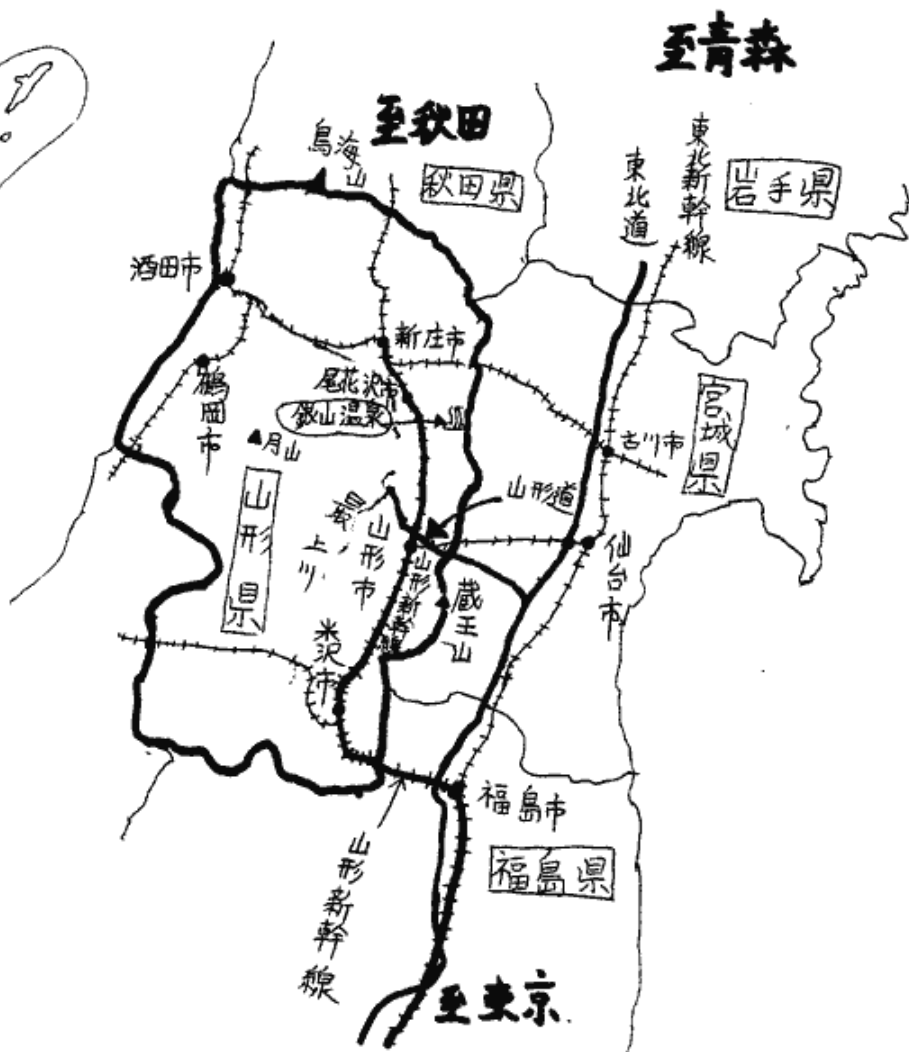 至青森
至秋田
鳥海山
秋田県
東北道
東北新幹線
岩手県
酒田市
新庄市
鶴岡市
尾花沢市
銀山温泉
月山
古川市
宮城県
山形県
最上川
山形市
山形道
山形新幹線
蔵王山
仙台市
米沢市
福島市
福島県
山形新幹線
至東京